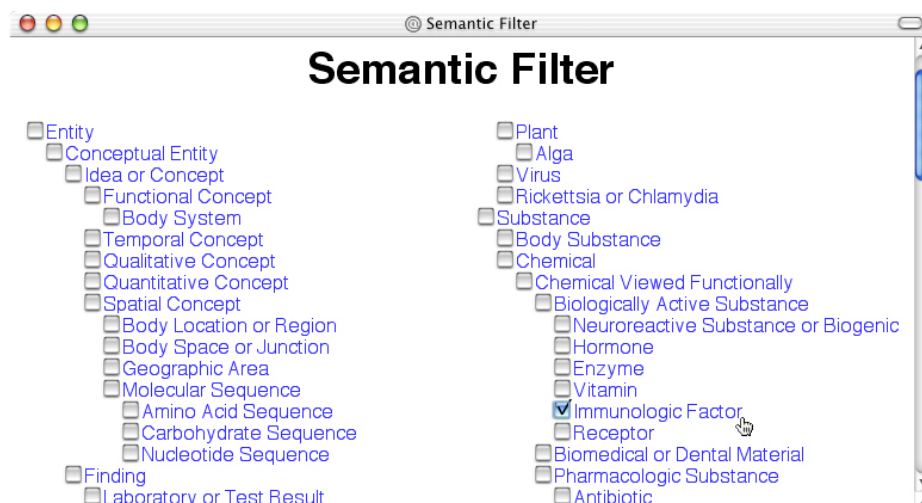 Semantic Filter
Semantic Filter
Entity
Conceptual Entity
Idea or Concept
Functional Concept
Body System
Temporal Concept
Qualitative Concept
Quantitative Concept
Spatial Concept
Body Location or Region
Body Space or Junction
Geographic Area
Molecular Sequence
Amino Acid Sequence
Carbohydrate Sequence
Nucleotide Sequence
Finding
Laboratory or Test Result
Plant
Alga
Virus
Rickettsia or Chlamydia
Substance
Body Substance
Chemical
Chemical Viewed Functionally
Biologically Active Substance
Neuroreactive Substance or Biogenic
Hormone
Enzyme
Vitamin
Immunologic Factor
Receptor
Biomedical or Dental Material
Pharmacologic Substance
Antibiotic